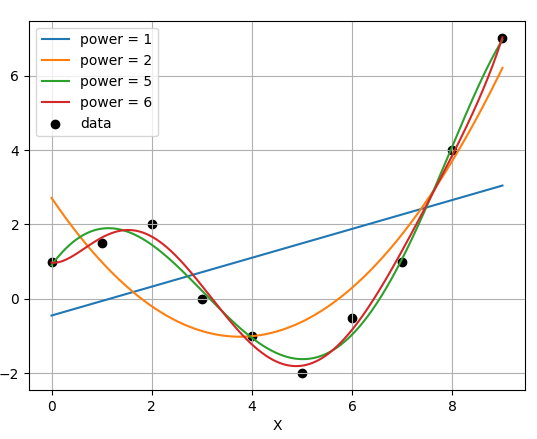 power = 1
power = 2
power = 5
power = 6
data
6
4
2
0
−2
0 2 4 6 8
X